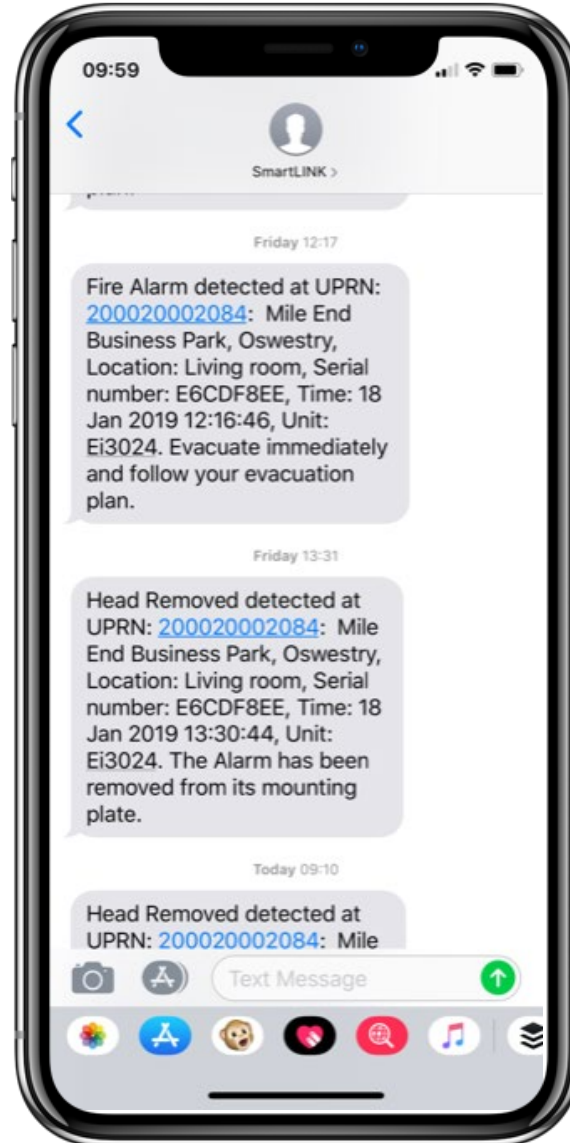 09:59
SmartLINK >
Friday 12:17
Fire Alarm detected at UPRN:
200020002084: Mile End
Business Park, Oswestry,
Location: Living room, Serial
number: E6CDF8EE, Time: 18
Jan 2019 12:16:46, Unit:
Ei3024. Evacuate immediately
and follow your evacuation
plan.
Friday 13:31
Head Removed detected at
UPRN: 200020002084: Mile
End Business Park, Oswestry,
Location: Living room, Serial
number: E6CDF8EE, Time: 18
Jan 2019 13:30:44, Unit:
Ei3024. The Alarm has been
removed from its mounting
plate.
Today 09:10
Head Removed detected at
UPRN: 200020002084: Mile
Text Message